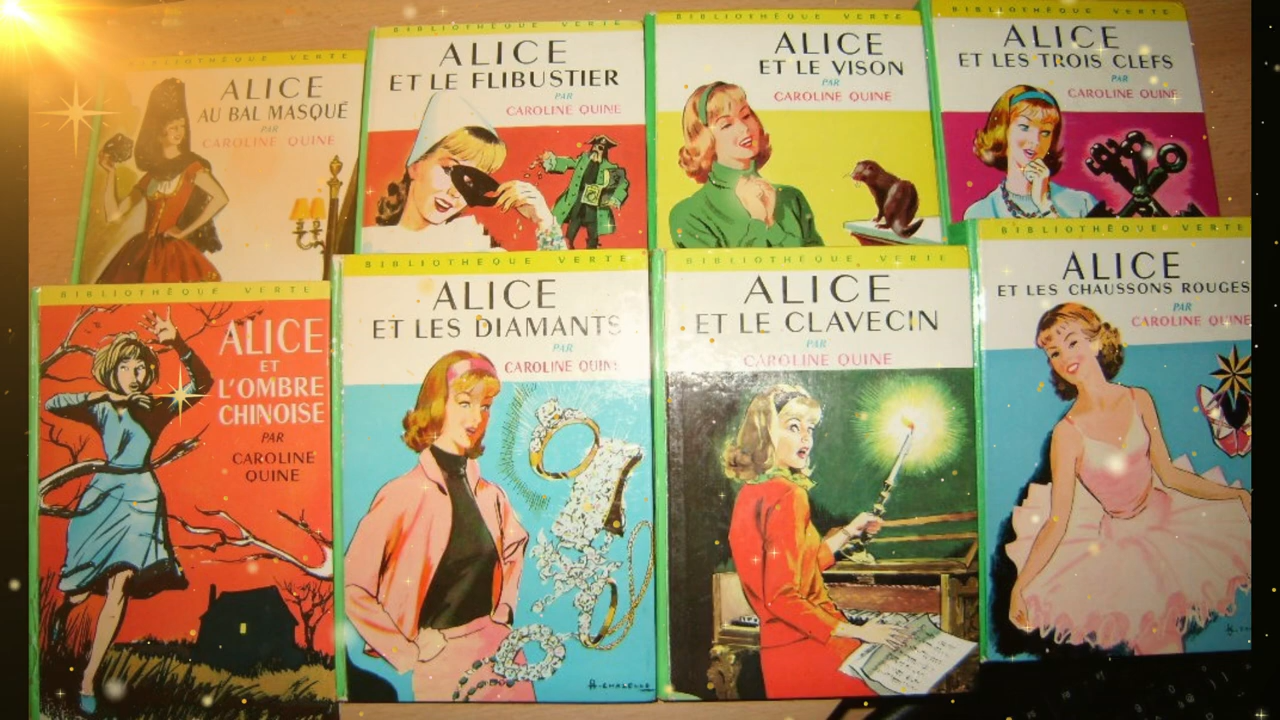 BIBLIOTHÈQUE VERTE
ALICE
AU BAL MASQUÉ
PAR
CAROLINE QUINE
BIBLIOTHÈQUE VERTE
ALICE
ET LE FLIBUSTIER
PAR
CAROLINE QUINE
BIBLIOTHÈQUE VERTE
ALICE
ET LE VISON
PAR
CAROLINE QUINE
BIBLIOTHÈQUE VERTE
ALICE
ET LES TROIS CLEFS
PAR
CAROLINE QUINE
BIBLIOTHÈQUE VERTE
ALICE
ET
L'OMBRE
CHINOISE
PAR
CAROLINE
QUINE
BIBLIOTHÈQUE VERTE
ALICE
ET LES DIAMANTS
PAR
CAROLINE QUINE
BIBLIOTHÈQUE VERTE
ALICE
ET LE CLAVECIN
PAR
CAROLINE QUINE
BIBLIOTHÈQUE VERTE
ALICE
ET LES CHAUSSONS ROUGES
PAR
CAROLINE QUINE